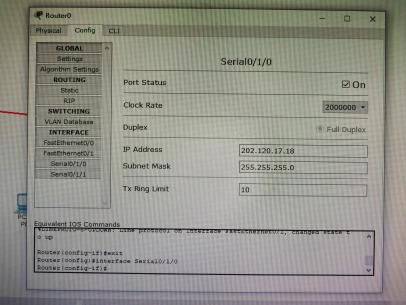 Router0
Physical Config CLI
GLOBAL
Settings
Algorithm Settings
ROUTING
Static
RIP
SWITCHING
VLAN Database
INTERFACE
FastEthernet0/0
FastEthernet0/1
Serial0/1/0
Serial0/1/1
Serial0/1/0
Port Status On
Clock Rate 2000000
Duplex Full Duplex
IP Address 202.120.17.18
Subnet Mask 255.255.255.0
Tx Ring Limit 10
Equivalent IOS Commands
%LINEPROTO-5-UPDOWN: Line protocol on Interface FastEthernet0/1, changed state t
o up
Router(config-if)#exit
Router(config)#interface Serial0/1/0
Router(config-if)#